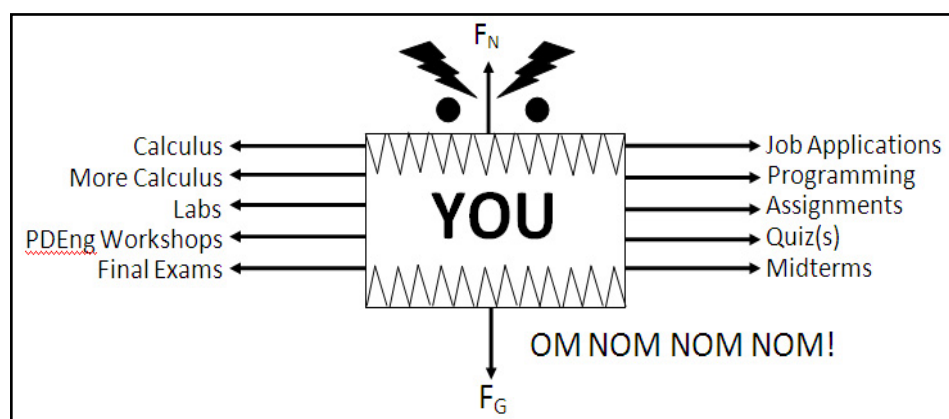 F_N
Calculus
More Calculus
Labs
PDEng Workshops
Final Exams
YOU
Job Applications
Programming
Assignments
Quiz(s)
Midterms
OM NOM NOM NOM!
F_G